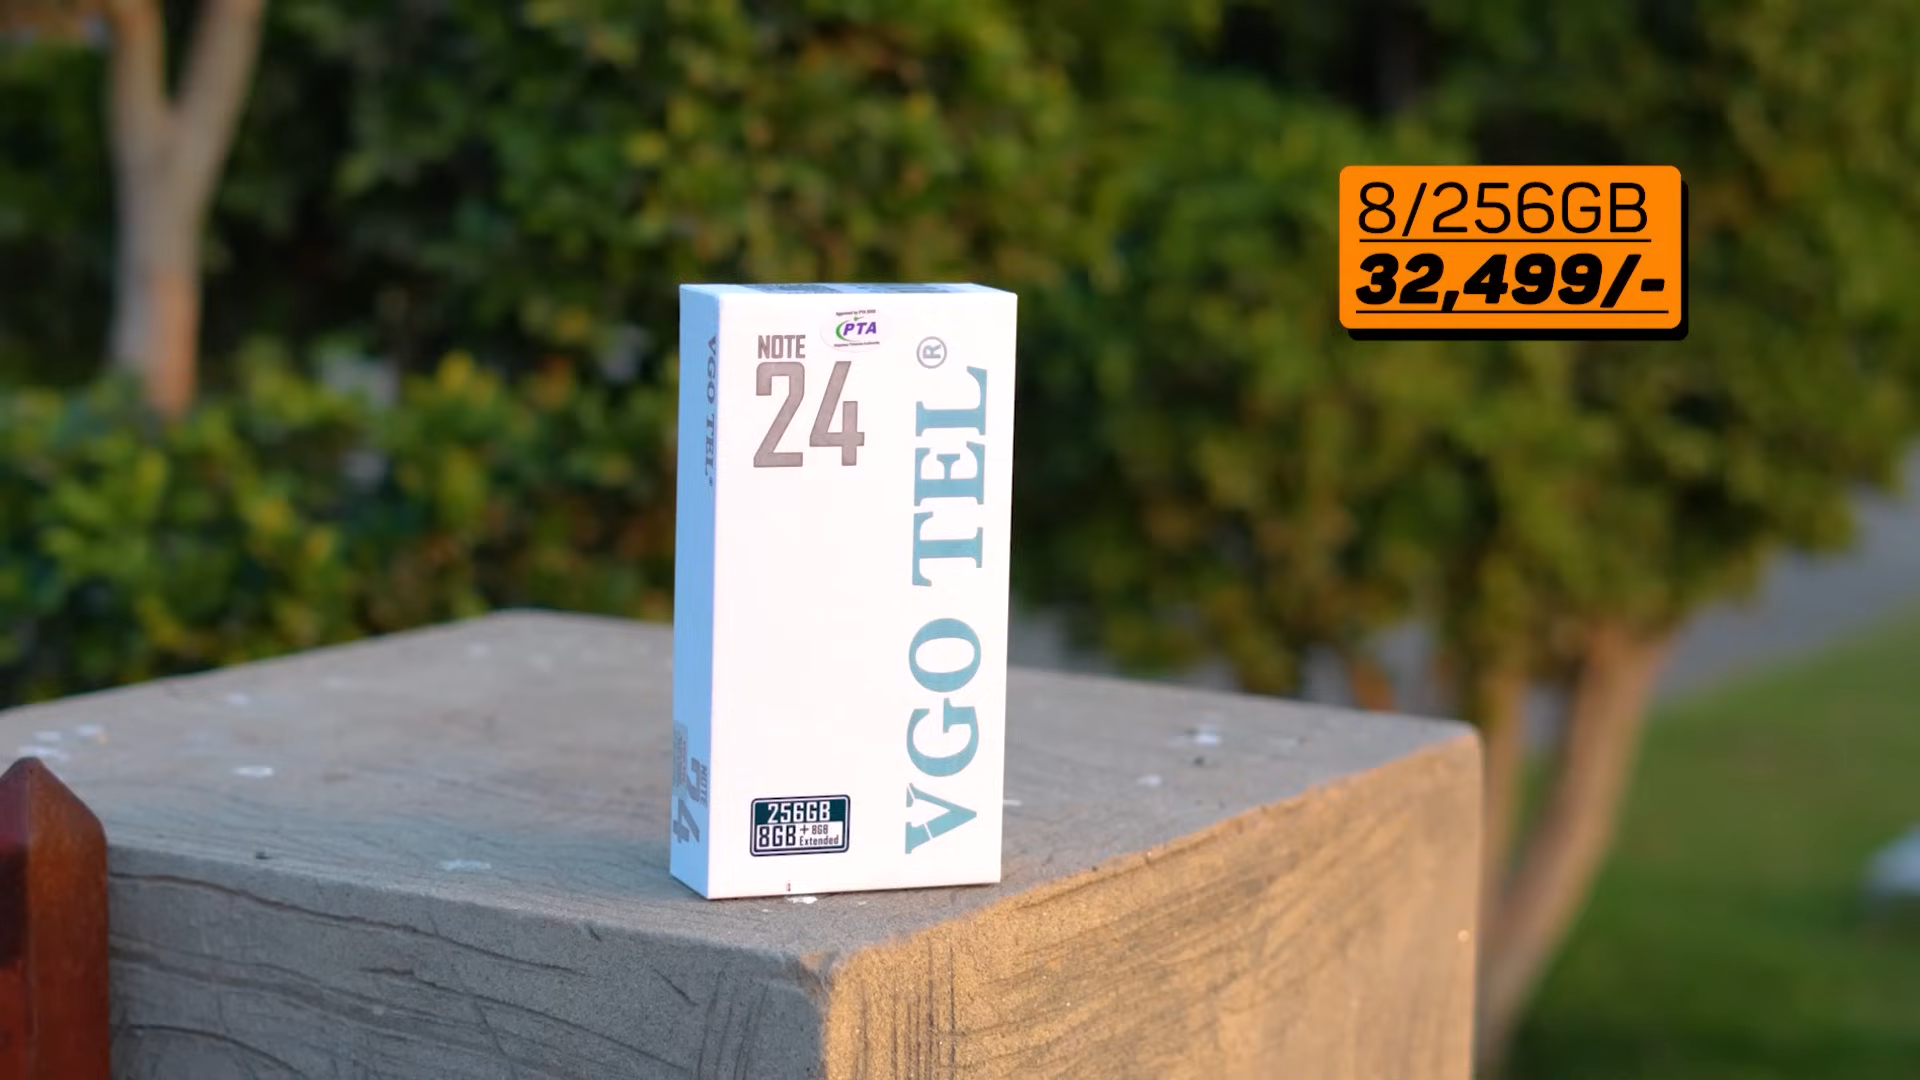 8/256GB
32,499/-
PTA
NOTE
24
VGO TEL®
VGO TEL
NOTE
24
256GB
8GB + 8GB
Extended